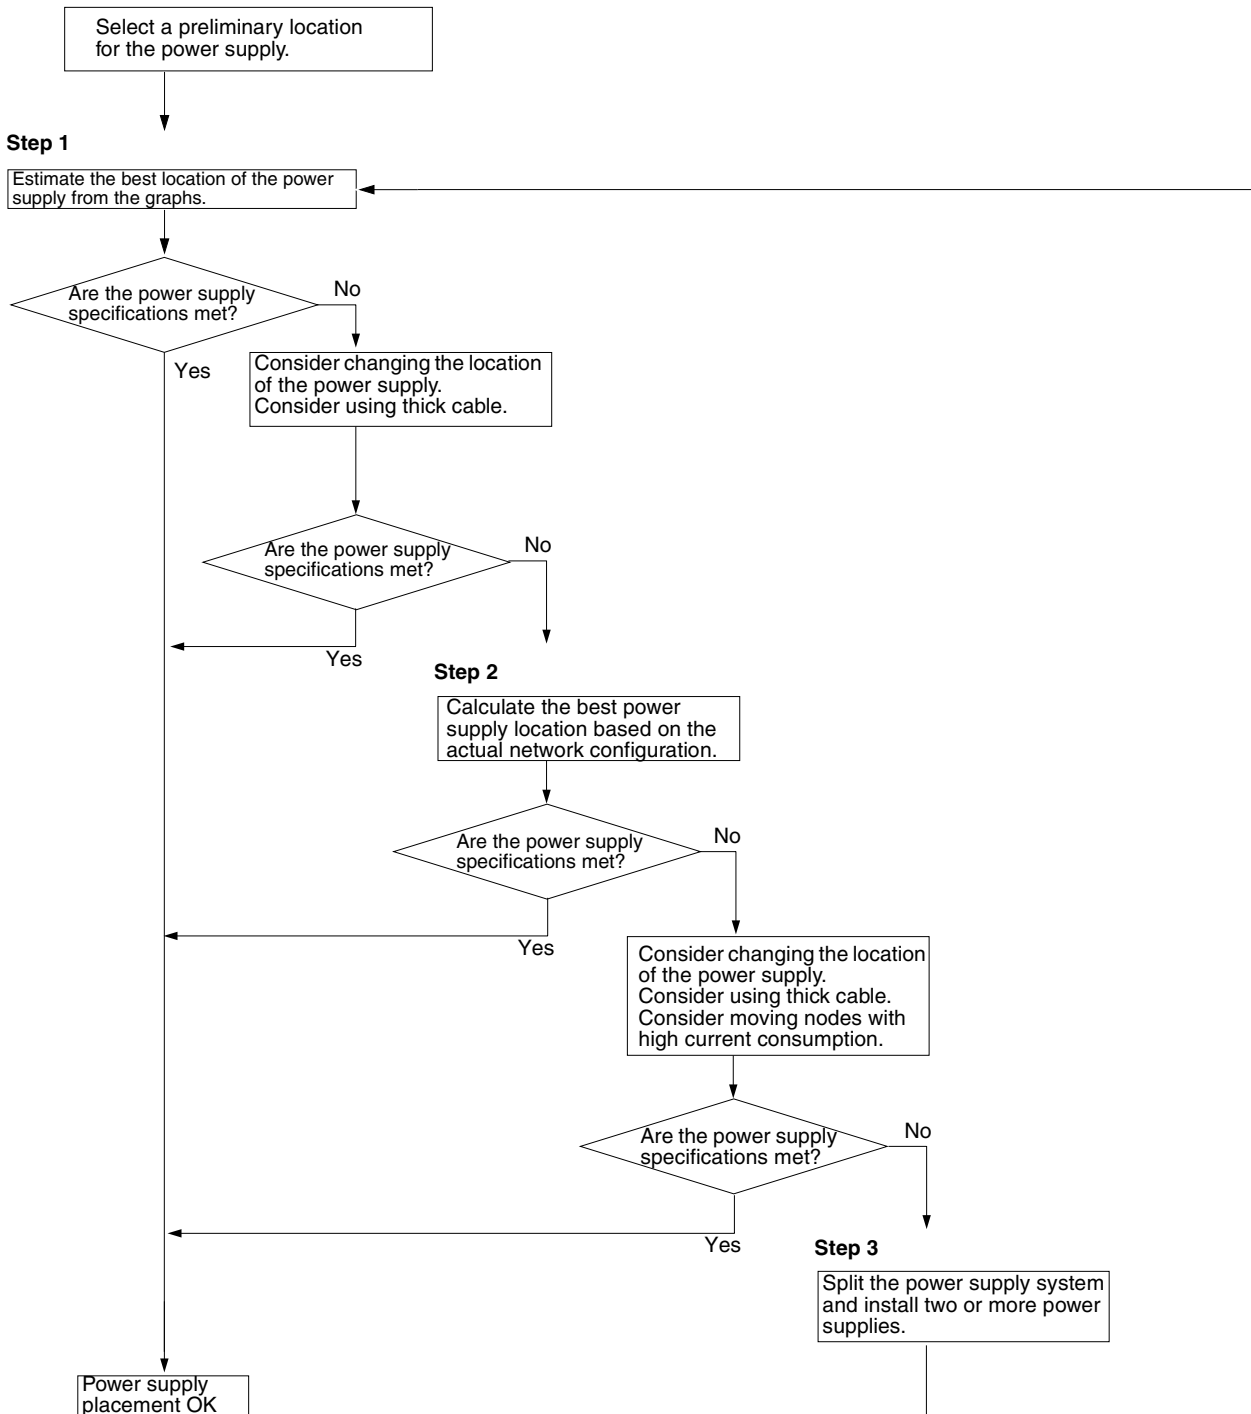 Select a preliminary location
for the power supply.
Step 1
Estimate the best location of the power
supply from the graphs.
Are the power supply
specifications met?
No
Yes
Consider changing the location
of the power supply.
Consider using thick cable.
Are the power supply
specifications met?
No
Yes
Step 2
Calculate the best power
supply location based on the
actual network configuration.
Are the power supply
specifications met?
No
Yes
Consider changing the location
of the power supply.
Consider using thick cable.
Consider moving nodes with
high current consumption.
Are the power supply
specifications met?
No
Yes
Step 3
Split the power supply system
and install two or more power
supplies.
Power supply
placement OK